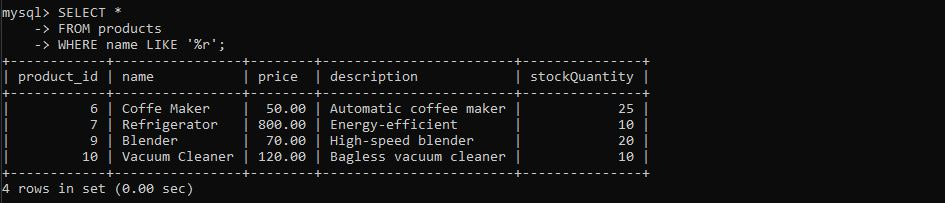 mysql> SELECT *
    -> FROM products
    -> WHERE name LIKE '%r';
+------------+----------------+--------+------------------------+---------------+
| product_id | name           | price  | description            | stockQuantity |
+------------+----------------+--------+------------------------+---------------+
|          6 | Coffe Maker    |  50.00 | Automatic coffee maker |            25 |
|          7 | Refrigerator   | 800.00 | Energy-efficient       |            10 |
|          9 | Blender        |  70.00 | High-speed blender     |            20 |
|         10 | Vacuum Cleaner | 120.00 | Bagless vacuum cleaner |            10 |
+------------+----------------+--------+------------------------+---------------+
4 rows in set (0.00 sec)